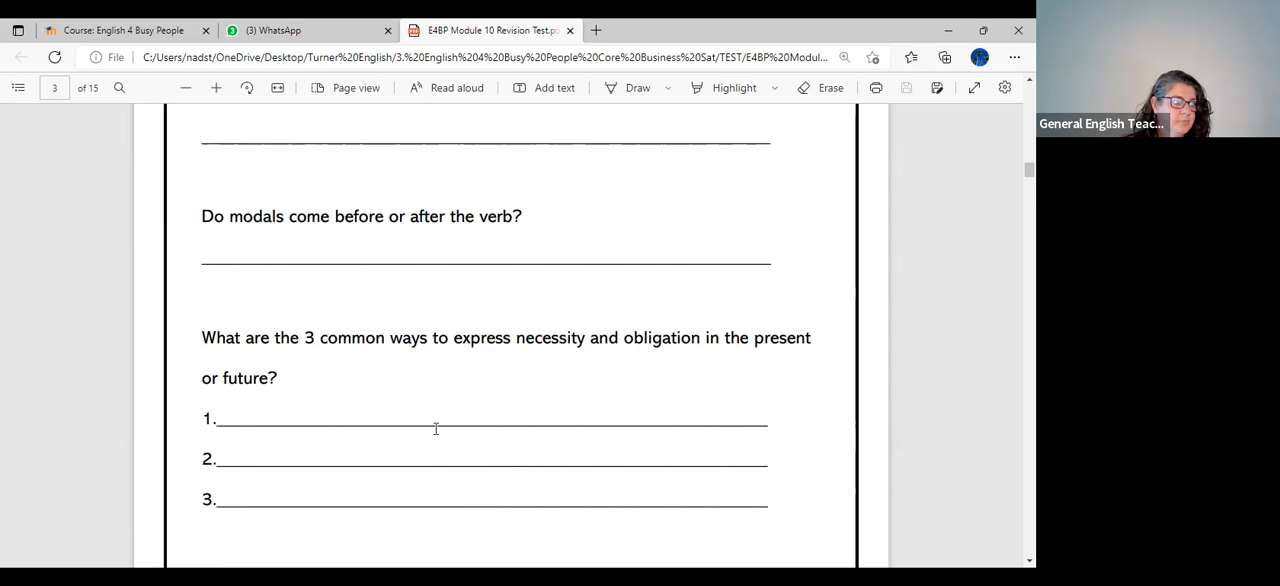 Course: English 4 Busy People
(3) WhatsApp
E4BP Module 10 Revision Test.pd
File
C:/Users/nadst/OneDrive/Desktop/Turner%20English/3.%20English%204%20Busy%20People%20Core%20Business%20Sat/TEST/E4BP%20Modul...
3
of 15
Page view
Read aloud
Add text
Draw
Highlight
Erase
General English Teac...
Do modals come before or after the verb?
What are the 3 common ways to express necessity and obligation in the present
or future?
1.
2.
3.